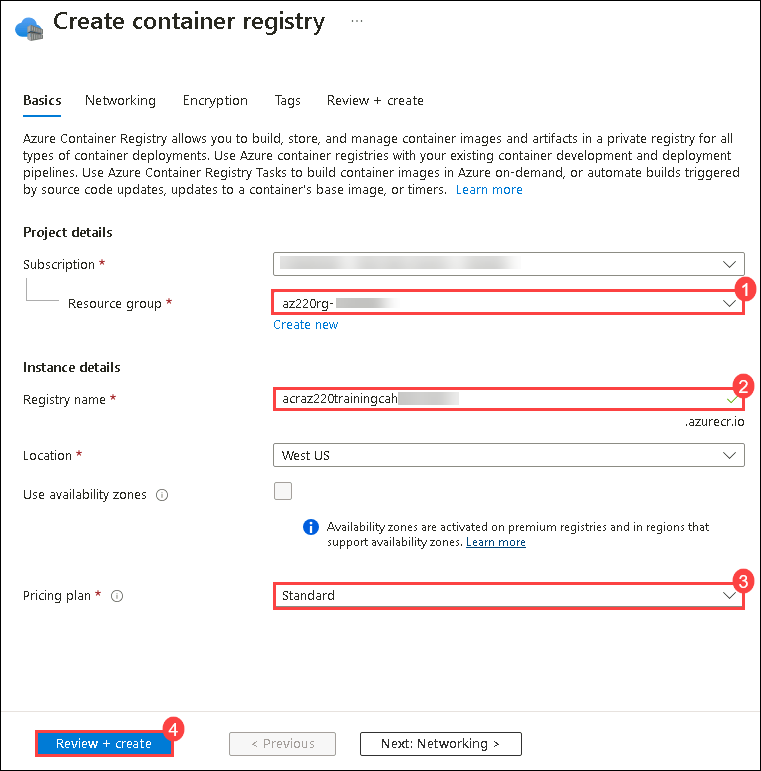 Create container registry ...
Basics Networking Encryption Tags Review + create
Azure Container Registry allows you to build, store, and manage container images and artifacts in a private registry for all
types of container deployments. Use Azure container registries with your existing container development and deployment
pipelines. Use Azure Container Registry Tasks to build container images in Azure on-demand, or automate builds triggered
by source code updates, updates to a container's base image, or timers. Learn more
Project details
Subscription *
1
Resource group * az220rg-
Create new
Instance details
2
Registry name * acraz220trainingcah
.azurecr.io
Location * West US
Use availability zones
Availability zones are activated on premium registries and in regions that
support availability zones. Learn more
3
Pricing plan * Standard
4
Review + create < Previous Next: Networking >